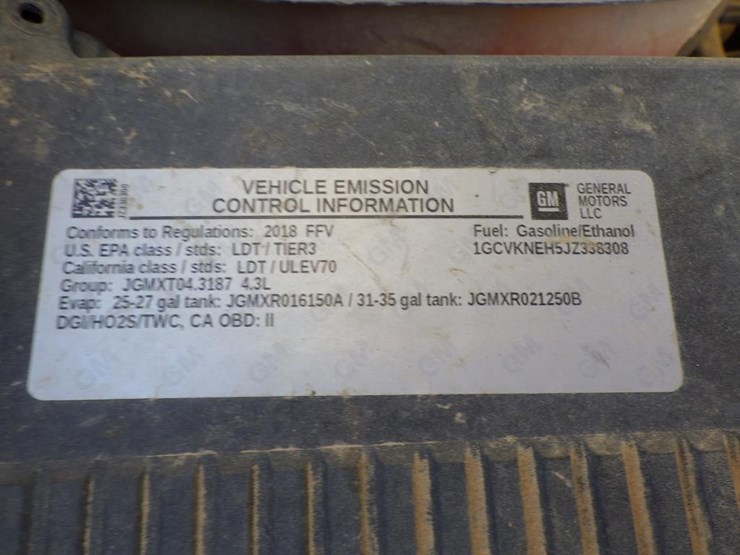 VEHICLE EMISSION
CONTROL INFORMATION
GM
GENERAL
MOTORS
LLC
Conforms to Regulations: 2018 FFV
Fuel: Gasoline/Ethanol
U.S. EPA class / stds: LDT / TIER3
1GCVKNEH5JZ338308
California class / stds: LDT / ULEV70
Group: JGMXT04.3187 4.3L
Evap: 25-27 gal tank: JGMXR016150A / 31-35 gal tank: JGMXR021250B
DGI/HO2S/TWC, CA OBD: II